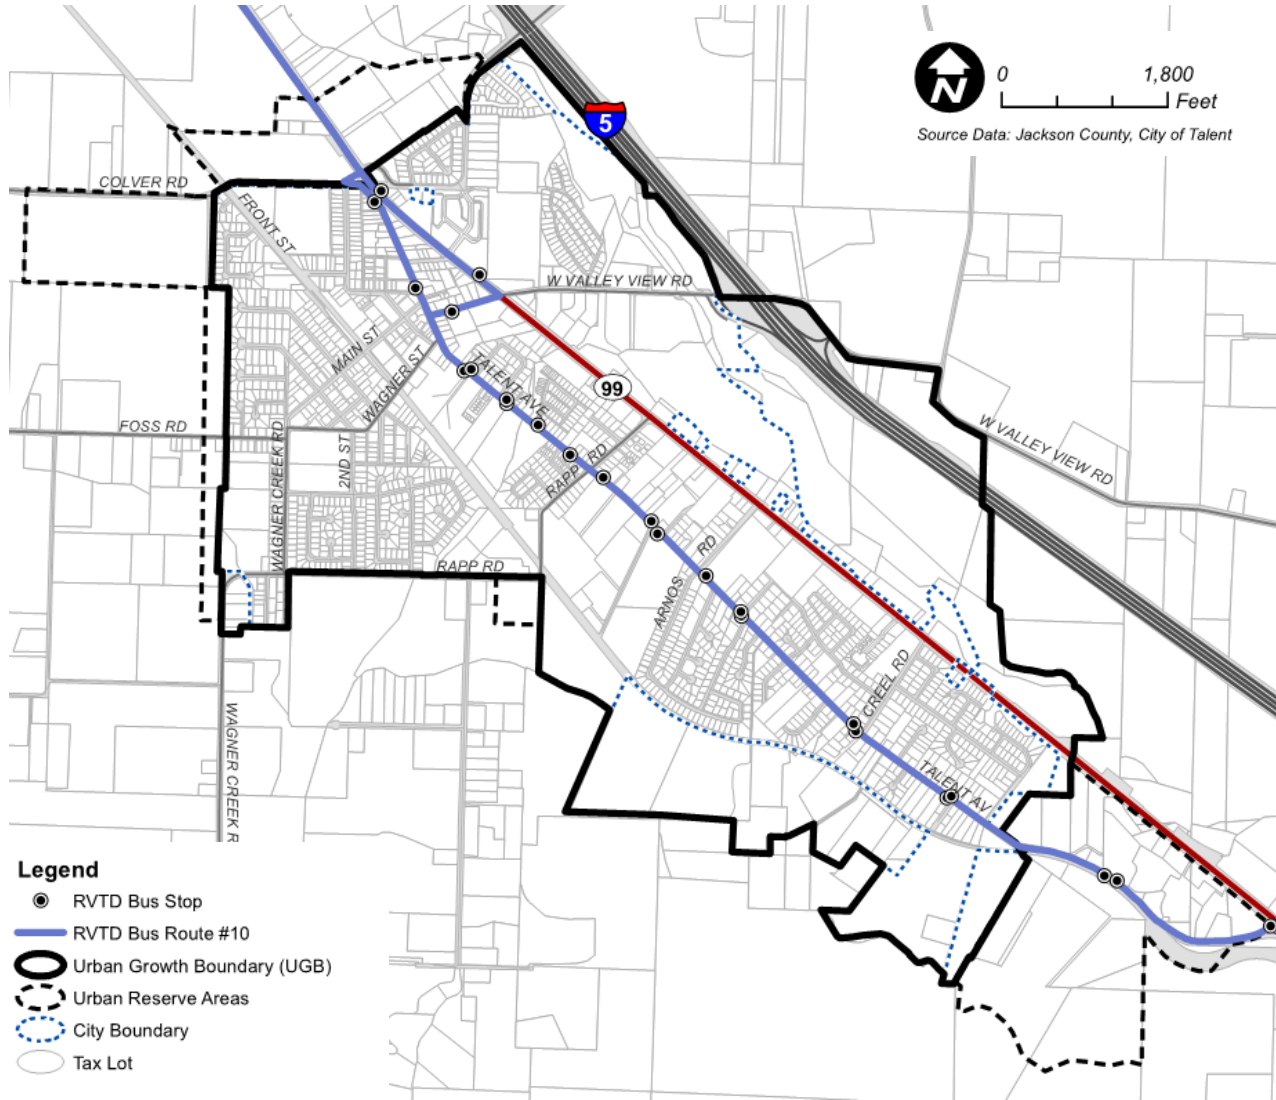 0 1,800
Feet
N
Source Data: Jackson County, City of Talent
5
COLVER RD
FRONT ST
W VALLEY VIEW RD
MAIN ST
WAGNER ST
TALENT AVE
99
FOSS RD
WAGNER CREEK RD
2ND ST
RAPP RD
W VALLEY VIEW RD
RAPP RD
ARNOS RD
CREEL RD
WAGNER CREEK R
TALENT AV
Legend
RVTD Bus Stop
RVTD Bus Route #10
Urban Growth Boundary (UGB)
Urban Reserve Areas
City Boundary
Tax Lot